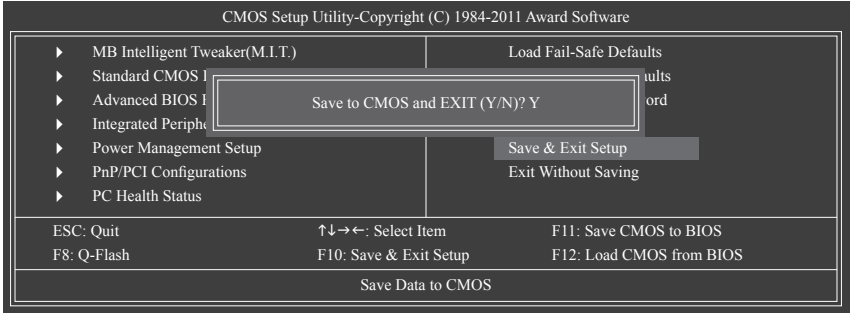 CMOS Setup Utility-Copyright (C) 1984-2011 Award Software
MB Intelligent Tweaker(M.I.T.)
Load Fail-Safe Defaults
Standard CMOS
Advanced BIOS
Integrated
Power Management Setup
Save & Exit Setup
PnP/PCI Configurations
Exit Without Saving
PC Health Status
Save to CMOS and EXIT (Y/N)? Y
ESC: Quit
↑↓→←: Select Item
F11: Save CMOS to BIOS
F8: Q-Flash
F10: Save & Exit Setup
F12: Load CMOS from BIOS
Save Data to CMOS